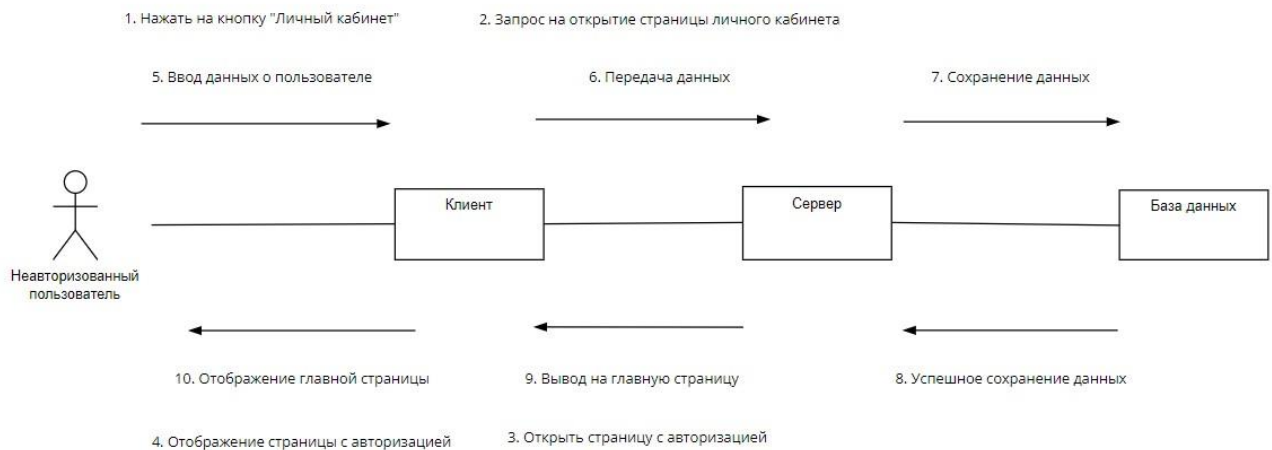 1. Нажать на кнопку "Личный кабинет"
2. Запрос на открытие страницы личного кабинета
5. Ввод данных о пользователе
6. Передача данных
7. Сохранение данных
Клиент
Сервер
База данных
Неавторизованный
пользователь
10. Отображение главной страницы
9. Вывод на главную страницу
8. Успешное сохранение данных
4. Отображение страницы с авторизацией
3. Открыть страницу с авторизацией